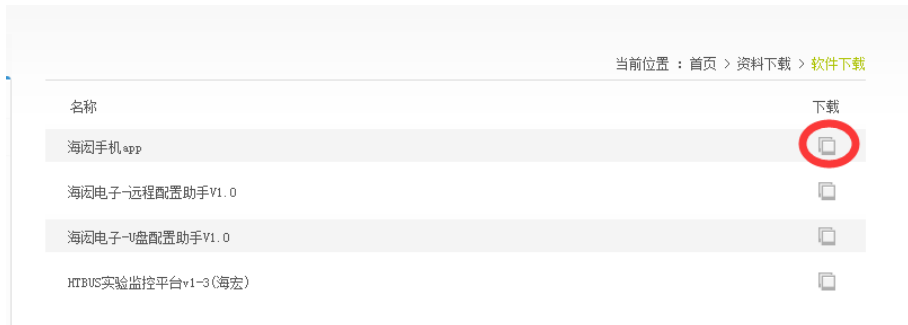 当前位置 ：首页 > 资料下载 > 软件下载
名称 下载
海闳手机app
海闳电子-远程配置助手V1.0
海闳电子-U盘配置助手V1.0
HTBUS实验监控平台v1-3(海宏)